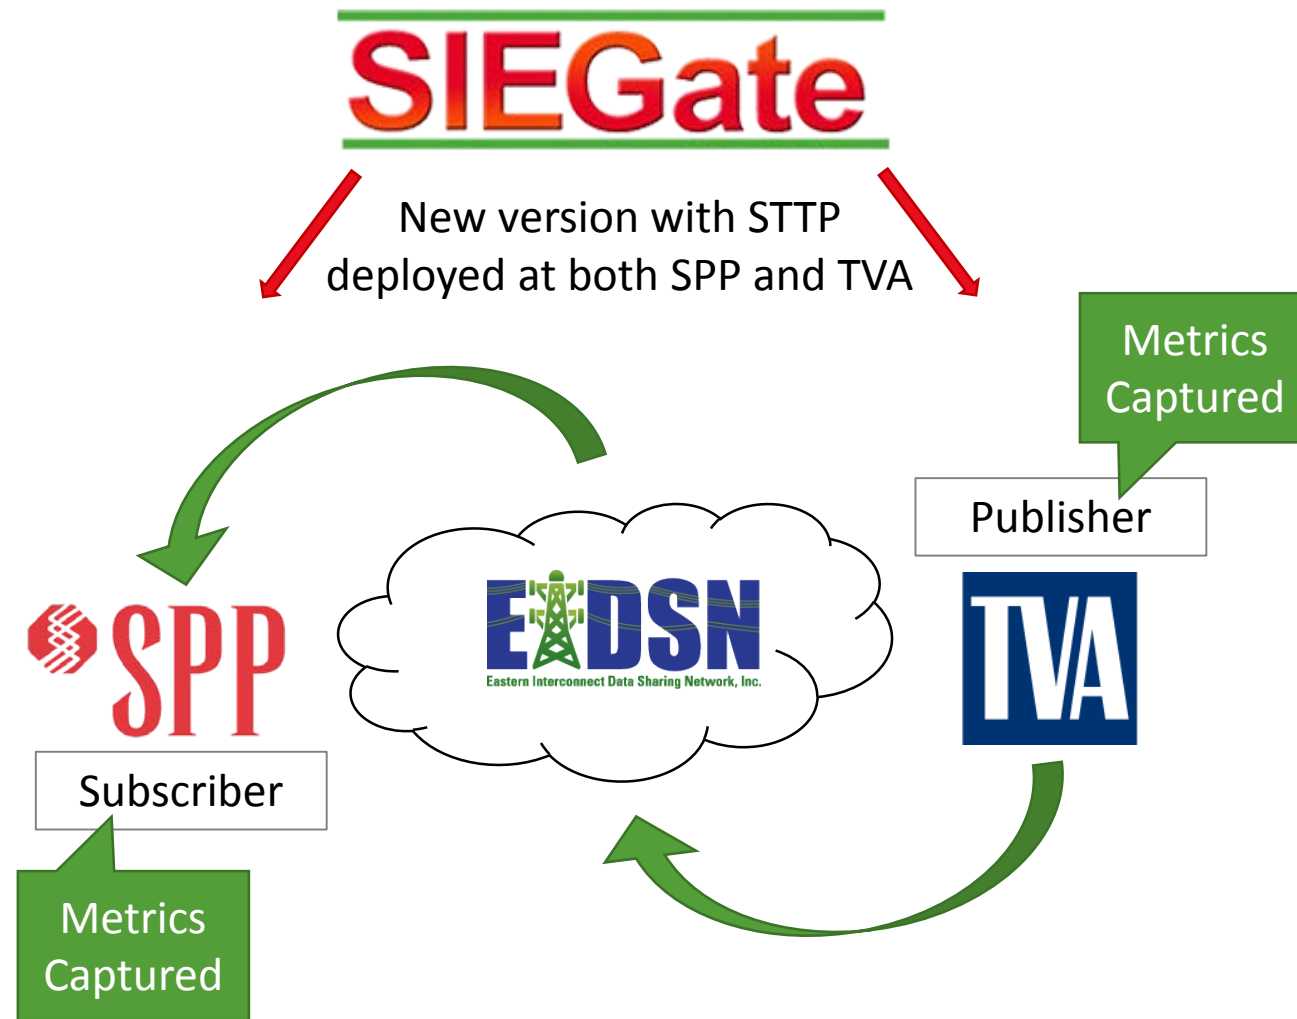 SIEGate
New version with STTP
deployed at both SPP and TVA
Metrics
Captured
Publisher
EIDSN
Eastern Interconnect Data Sharing Network, Inc.
SPP
TVA
Subscriber
Metrics
Captured